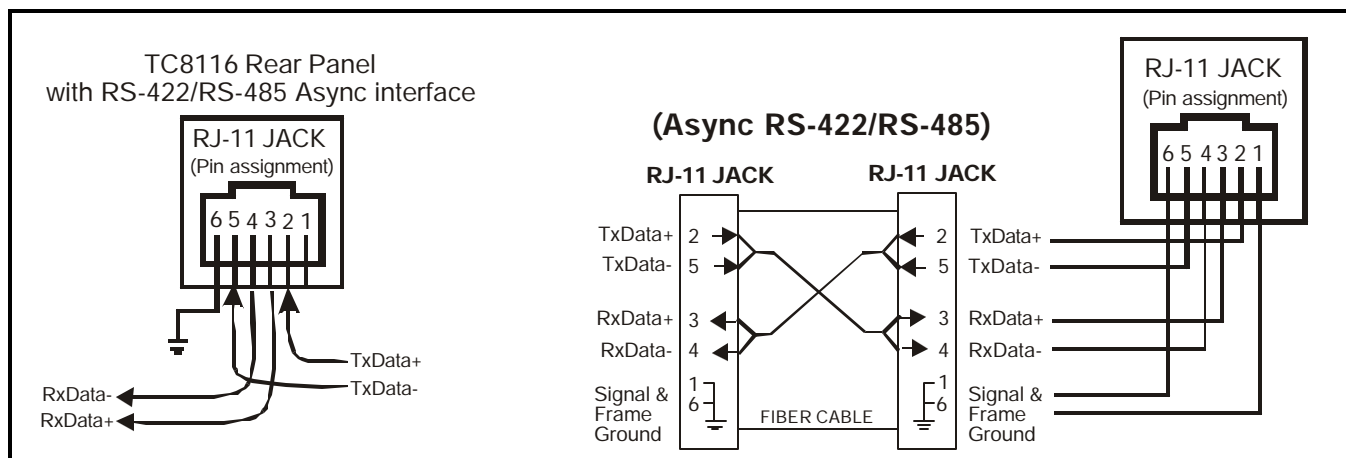 TC8116 Rear Panel
with RS-422/RS-485 Async interface
RJ-11 JACK
(Pin assignment)
6 5 4 3 2 1
TxData+
TxData-
RxData-
RxData+
(Async RS-422/RS-485)
RJ-11 JACK
RJ-11 JACK
TxData+ 2
TxData- 5
RxData+ 3
RxData- 4
Signal &
Frame
Ground
1
6
FIBER CABLE
2 TxData+
5 TxData-
3 RxData+
4 RxData-
1
6
Signal &
Frame
Ground
RJ-11 JACK
(Pin assignment)
6 5 4 3 2 1